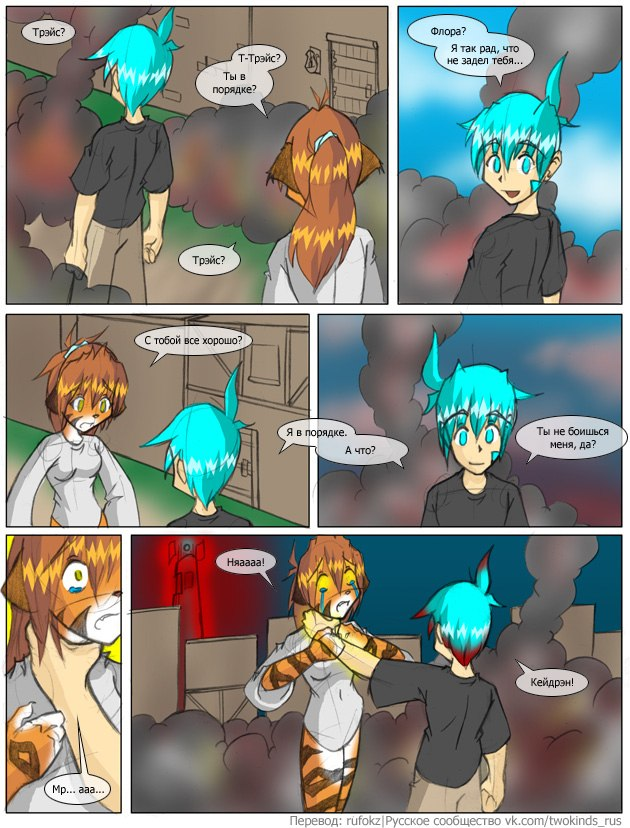 Трэйс?
Т-Трэйс?
Ты в
порядке?
Трэйс?
Флора?
Я так рад, что
не задел тебя...
С тобой все хорошо?
Я в порядке.
А что?
Ты не боишься
меня, да?
Мр... ааа...
Няаааа!
Кейдрэн!
Перевод: rufokz|Русское сообщество vk.com/twokinds_rus